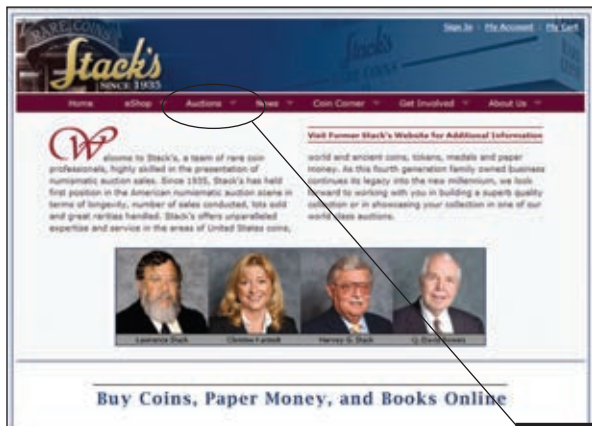 RARE COINS
Stack's
SINCE 1935
Sign In My Account My Cart
Home eShop Auctions News Coin Corner Get Involved About Us
Welcome to Stack's, a team of rare coin
professionals, highly skilled in the presentation of
numismatic auction sales. Since 1935, Stack's has held
first position in the American numismatic auction scene in
terms of longevity, number of sales conducted, lots sold
and great rarities handled. Stack's offers unparalleled
expertise and service in the areas of United States coins,
Visit Former Stack's Website for Additional Information
world and ancient coins, tokens, medals and paper
money. As this fourth generation family owned business
continues its legacy into the new millennium, we look
forward to working with you in building a superb quality
collection or in showcasing your collection in one of our
world class auctions.
Lawrence Stack Christine Karstedt Harvey G. Stack Q. David Bowers
Buy Coins, Paper Money, and Books Online